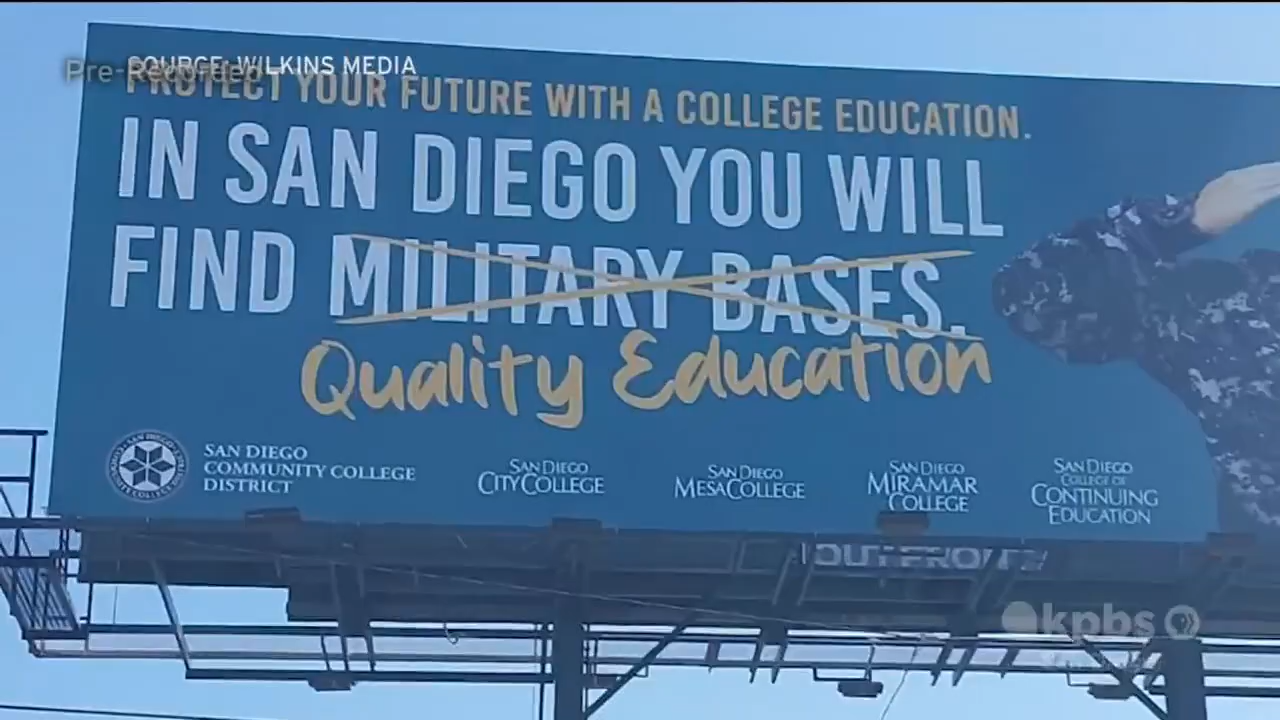 SOURCE: WILKINS MEDIA
Pre-Recorded
PROTECT YOUR FUTURE WITH A COLLEGE EDUCATION.
IN SAN DIEGO YOU WILL
FIND MILITARY BASES.
Quality Education
SAN DIEGO
COMMUNITY COLLEGE
DISTRICT
SAN DIEGO
CITY COLLEGE
SAN DIEGO
MESA COLLEGE
SAN DIEGO
MIRAMAR
COLLEGE
SAN DIEGO
COLLEGE OF
CONTINUING
EDUCATION
OUTFRONT
kpbs
PBS